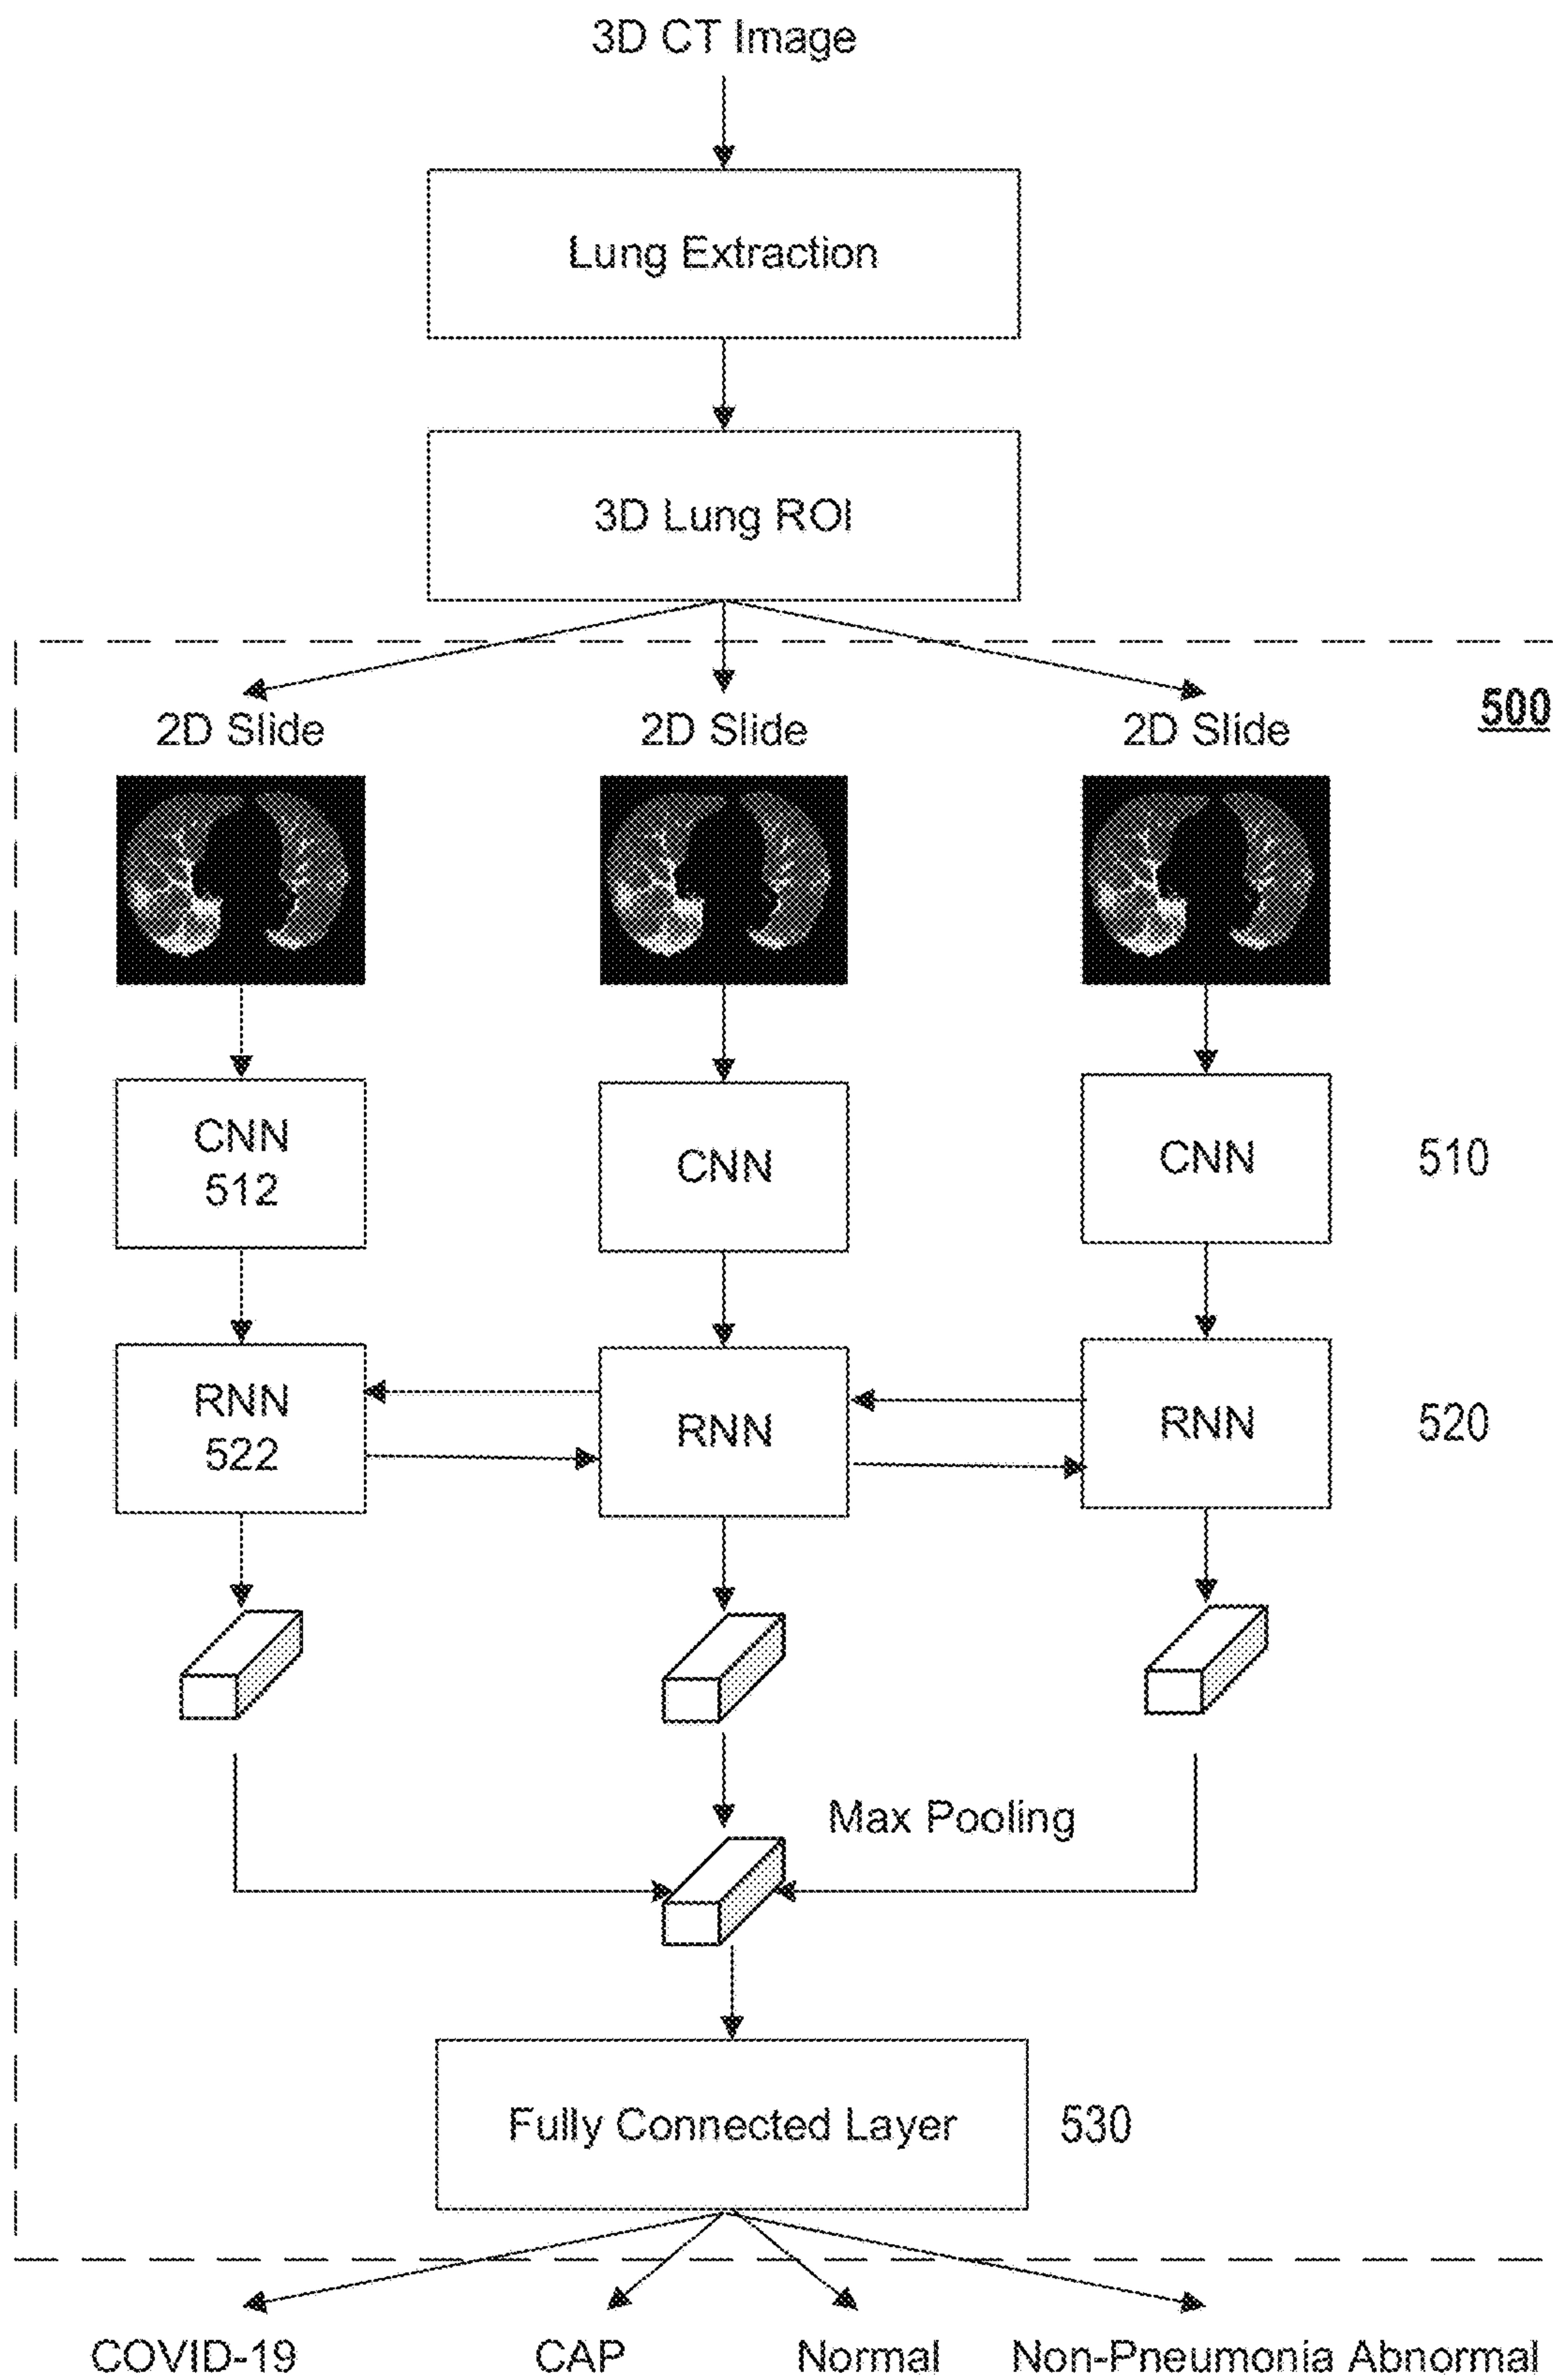 3D CT Image
Lung Extraction
3D Lung ROI
500
2D Slide 2D Slide 2D Slide
CNN
512
CNN
CNN
510
RNN
522
RNN
RNN
520
Max Pooling
Fully Connected Layer
530
COVID-19 CAP Normal Non-Pneumonia Abnormal